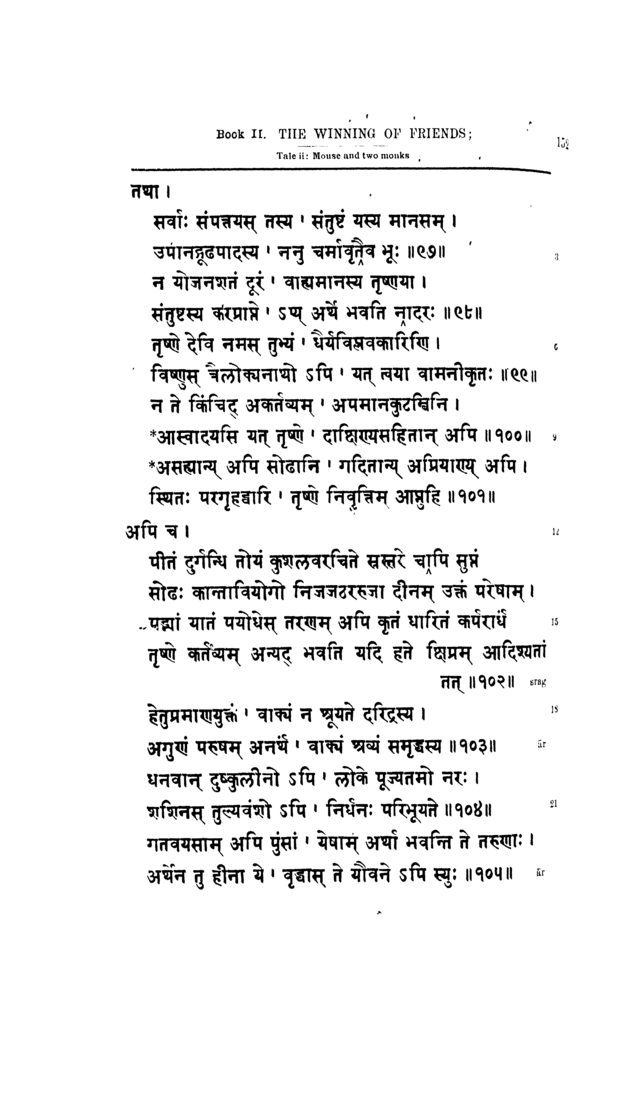 Book II. THE WINNING OF FRIENDS;
Tale ii: Mouse and two monks
तथा ।
सर्वाः संपत्तयस् तस्य ' संतुष्टं यस्य मानसम् ।
उपानद्गूढपादस्य ' ननु चर्मावृतैव भूः ॥९७॥ 3
न योजनशतं दूरं ' वाह्यमानस्य तृष्णया ।
संतुष्टस्य करप्राप्ते ' ऽप्य् अर्थे भवति नादरः ॥९८॥
तृष्णे देवि नमस् तुभ्यं ' धैर्यविप्लवकारिणि । 6
विष्णुस् त्रैलोक्यनाथो ऽपि ' यत् त्वया वामनीकृतः ॥९९॥
न ते किंचिद् अकर्तव्यम् ' अपमानकुटुम्बिनि ।
*आस्वादयसि यत् तृष्णे ' दाक्षिण्यसहितान् अपि ॥१००॥ 9
*असह्यान्य् अपि सोढानि ' गदितान्य् अप्रियाण्य् अपि ।
स्थितः परगृहद्वारि ' तृष्णे निवृत्तिम् आप्नुहि ॥१०१॥
अपि च । 12
पीतं दुर्गन्धि तोयं कुशलवरचिते स्रस्तरे चापि सुप्तं
सोढः कान्तावियोगो निजजठररुजा दीनम् उक्तं परेषाम् ।
पद्भ्यां यातं पयोधेस् तरणम् अपि कृतं धारितं कर्परार्धं 15
तृष्णे कर्तव्यम् अन्यद् भवति यदि हते क्षिप्रम् आदिश्यतां
तत् ॥१०२॥ srag
हेतुप्रमाणयुक्तं ' वाक्यं न श्रूयते दरिद्रस्य । 18
अगुणं परुषम् अनर्थं ' वाक्यं श्रव्यं समृद्धस्य ॥१०३॥ ār
धनवान् दुष्कुलीनो ऽपि ' लोके पूज्यतमो नरः ।
शशिनस् तुल्यवंशो ऽपि ' निर्धनः परिभूयते ॥१०४॥ 21
गतवयसाम् अपि पुंसां ' येषाम् अर्था भवन्ति ते तरुणाः ।
अर्थेन तु हीना ये ' वृद्धास् ते यौवने ऽपि स्युः ॥१०५॥ ār